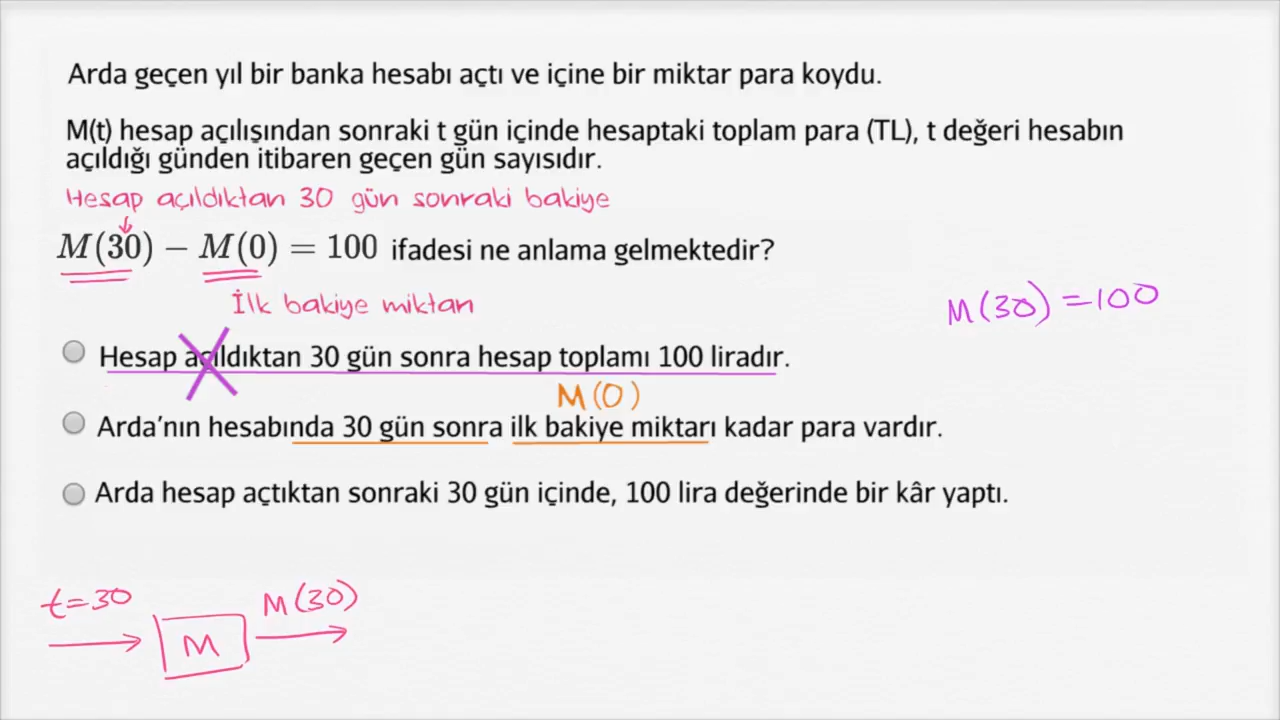 Arda geçen yıl bir banka hesabı açtı ve içine bir miktar para koydu.
M(t) hesap açılışından sonraki t gün içinde hesaptaki toplam para (TL), t değeri hesabın
açıldığı günden itibaren geçen gün sayısıdır.
Hesap açıldıktan 30 gün sonraki bakiye
M(30) − M(0) = 100 ifadesi ne anlama gelmektedir?
İlk bakiye miktarı
M(30) = 100
Hesap açıldıktan 30 gün sonra hesap toplamı 100 liradır.
M(0)
Arda'nın hesabında 30 gün sonra ilk bakiye miktarı kadar para vardır.
Arda hesap açtıktan sonraki 30 gün içinde, 100 lira değerinde bir kâr yaptı.
t=30
M(30)
M